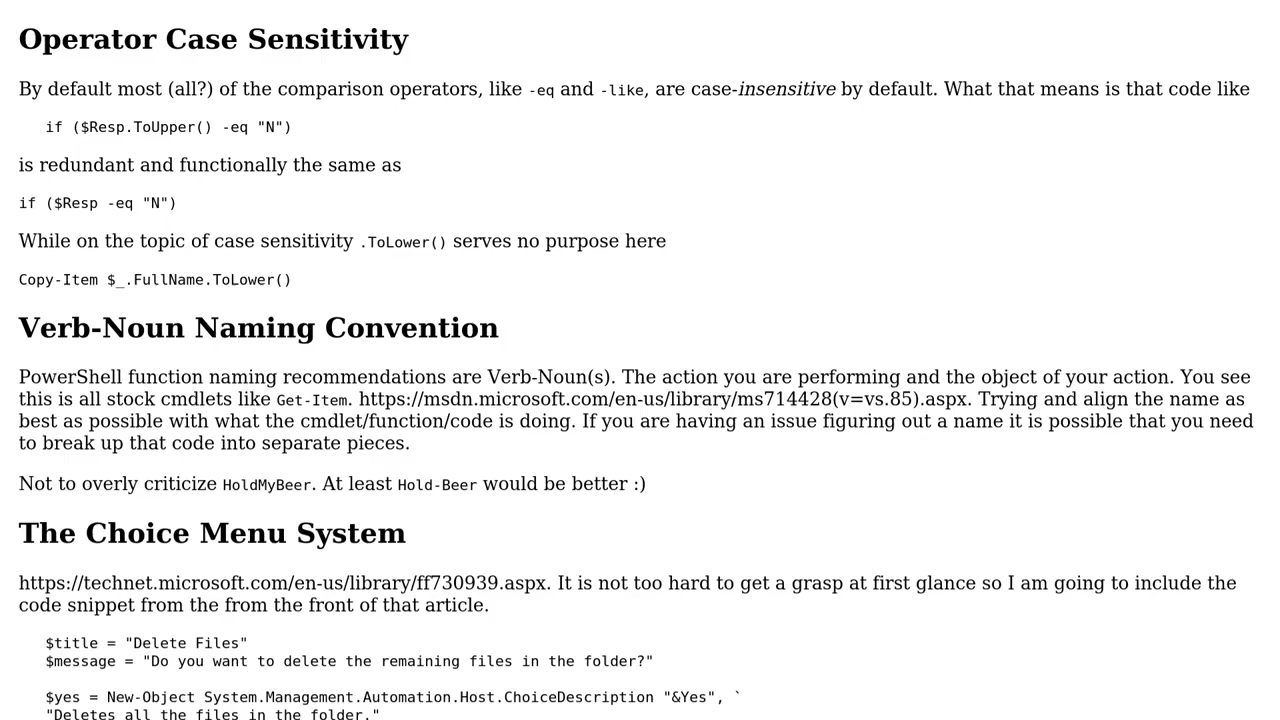 Operator Case Sensitivity
By default most (all?) of the comparison operators, like -eq and -like, are case-insensitive by default. What that means is that code like
if ($Resp.ToUpper() -eq "N")
is redundant and functionally the same as
if ($Resp -eq "N")
While on the topic of case sensitivity .ToLower() serves no purpose here
Copy-Item $_.FullName.ToLower()
Verb-Noun Naming Convention
PowerShell function naming recommendations are Verb-Noun(s). The action you are performing and the object of your action. You see
this is all stock cmdlets like Get-Item. https://msdn.microsoft.com/en-us/library/ms714428(v=vs.85).aspx. Trying and align the name as
best as possible with what the cmdlet/function/code is doing. If you are having an issue figuring out a name it is possible that you need
to break up that code into separate pieces.
Not to overly criticize HoldMyBeer. At least Hold-Beer would be better :)
The Choice Menu System
https://technet.microsoft.com/en-us/library/ff730939.aspx. It is not too hard to get a grasp at first glance so I am going to include the
code snippet from the from the front of that article.
$title = "Delete Files"
$message = "Do you want to delete the remaining files in the folder?"
$yes = New-Object System.Management.Automation.Host.ChoiceDescription "&Yes", `
"Deletes all the files in the folder."